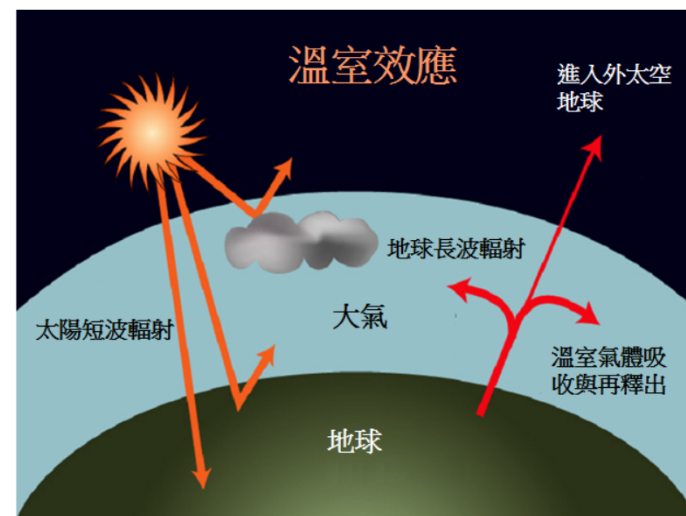 溫室效應
進入外太空
地球
地球長波輻射
太陽短波輻射
大氣
溫室氣體吸
收與再釋出
地球